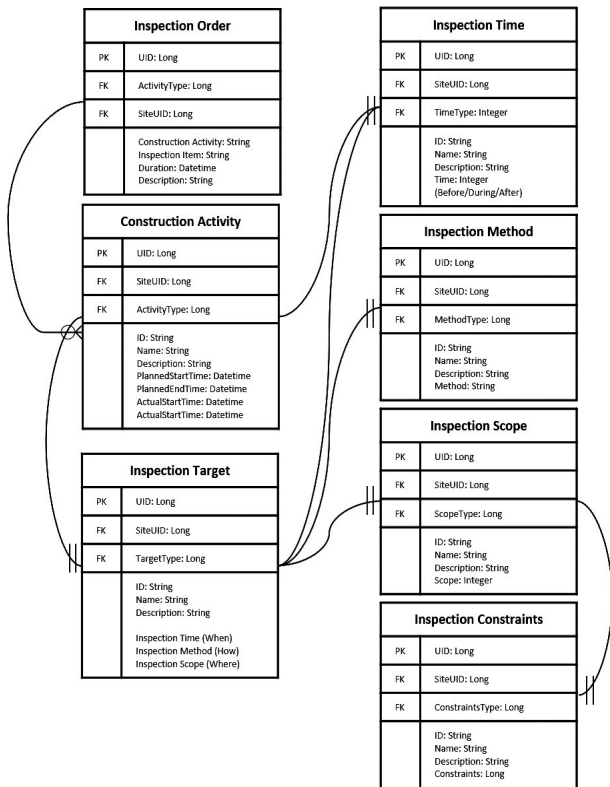 Inspection Order
PK UID: Long
FK ActivityType: Long
FK SiteUID: Long
Construction Activity: String
Inspection Item: String
Duration: Datetime
Description: String
Construction Activity
PK UID: Long
FK SiteUID: Long
FK ActivityType: Long
ID: String
Name: String
Description: String
PlannedStartTime: Datetime
PlannedEndTime: Datetime
ActualStartTime: Datetime
ActualStartTime: Datetime
Inspection Target
PK UID: Long
FK SiteUID: Long
FK TargetType: Long
ID: String
Name: String
Description: String
Inspection Time (When)
Inspection Method (How)
Inspection Scope (Where)
Inspection Time
PK UID: Long
FK SiteUID: Long
FK TimeType: Integer
ID: String
Name: String
Description: String
Time: Integer
(Before/During/After)
Inspection Method
PK UID: Long
FK SiteUID: Long
FK MethodType: Long
ID: String
Name: String
Description: String
Method: String
Inspection Scope
PK UID: Long
FK SiteUID: Long
FK ScopeType: Long
ID: String
Name: String
Description: String
Scope: Integer
Inspection Constraints
PK UID: Long
FK SiteUID: Long
FK ConstraintsType: Long
ID: String
Name: String
Description: String
Constraints: Long